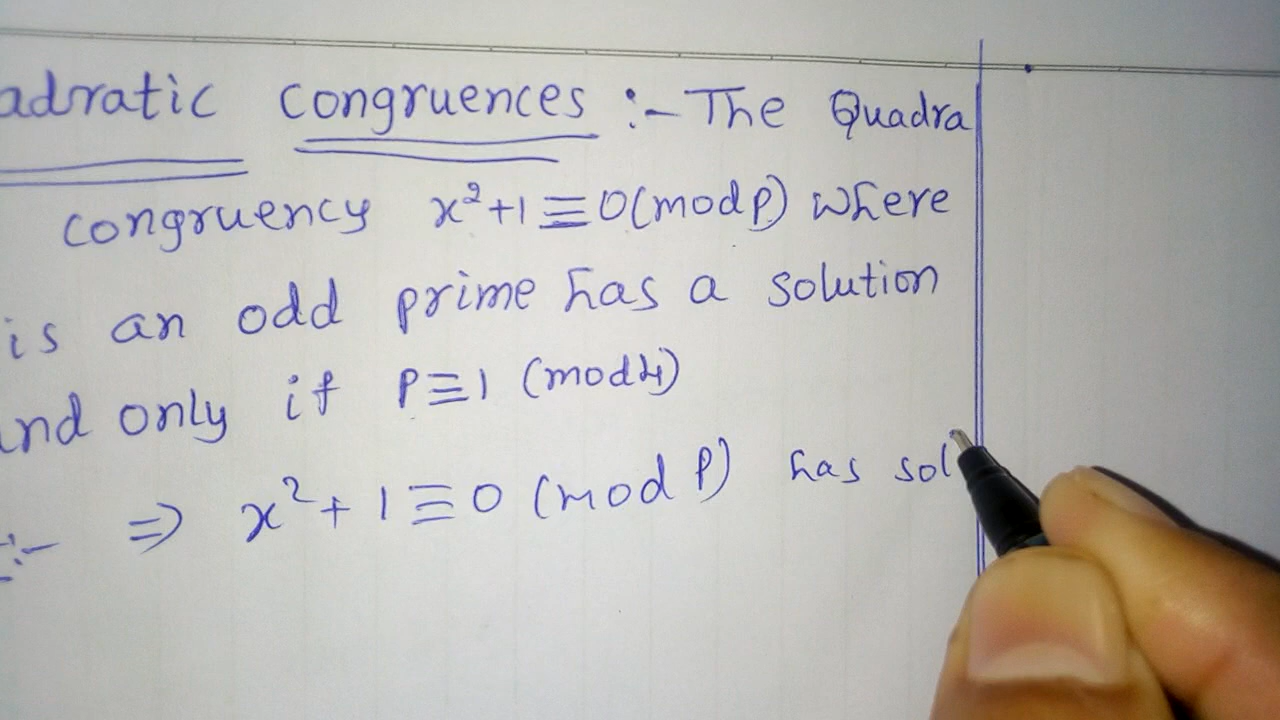 adratic congruences :- The Quadra
congruency x²+1≡0(mod p) where
is an odd prime has a solution
and only if P≡1 (mod 4)
:- ⇒ x²+1≡0 (mod P) has sol